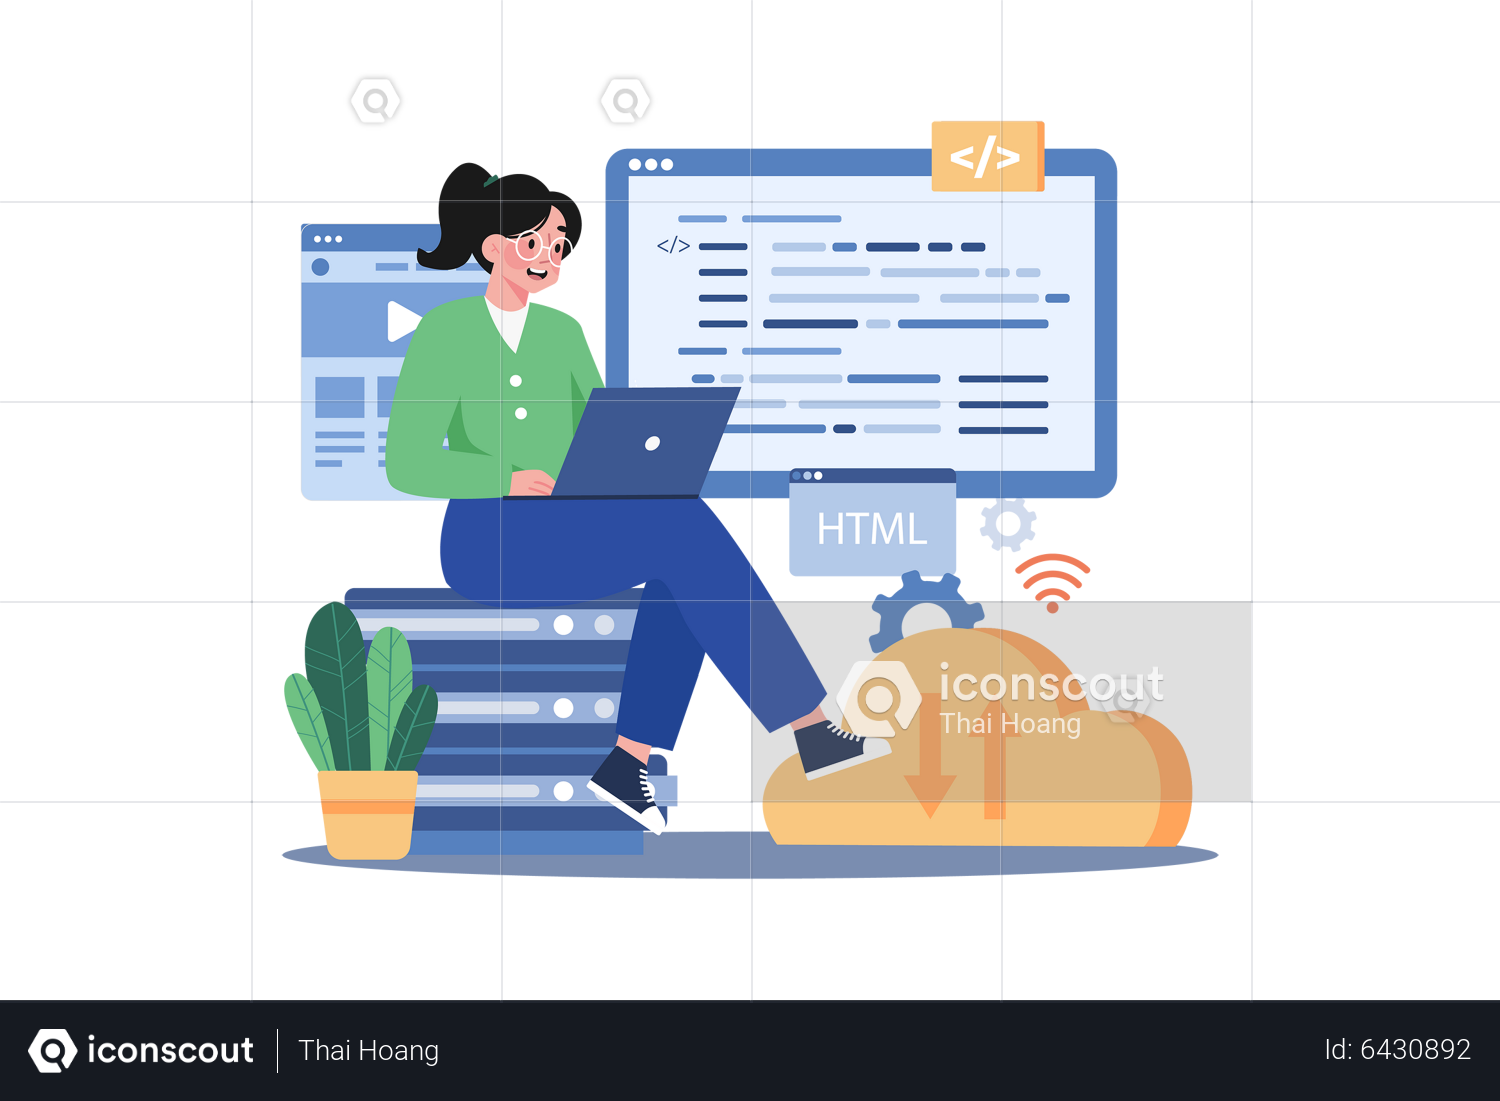 </>
</>
HTML
iconscout
Thai Hoang
iconscout
Thai Hoang
Id: 6430892